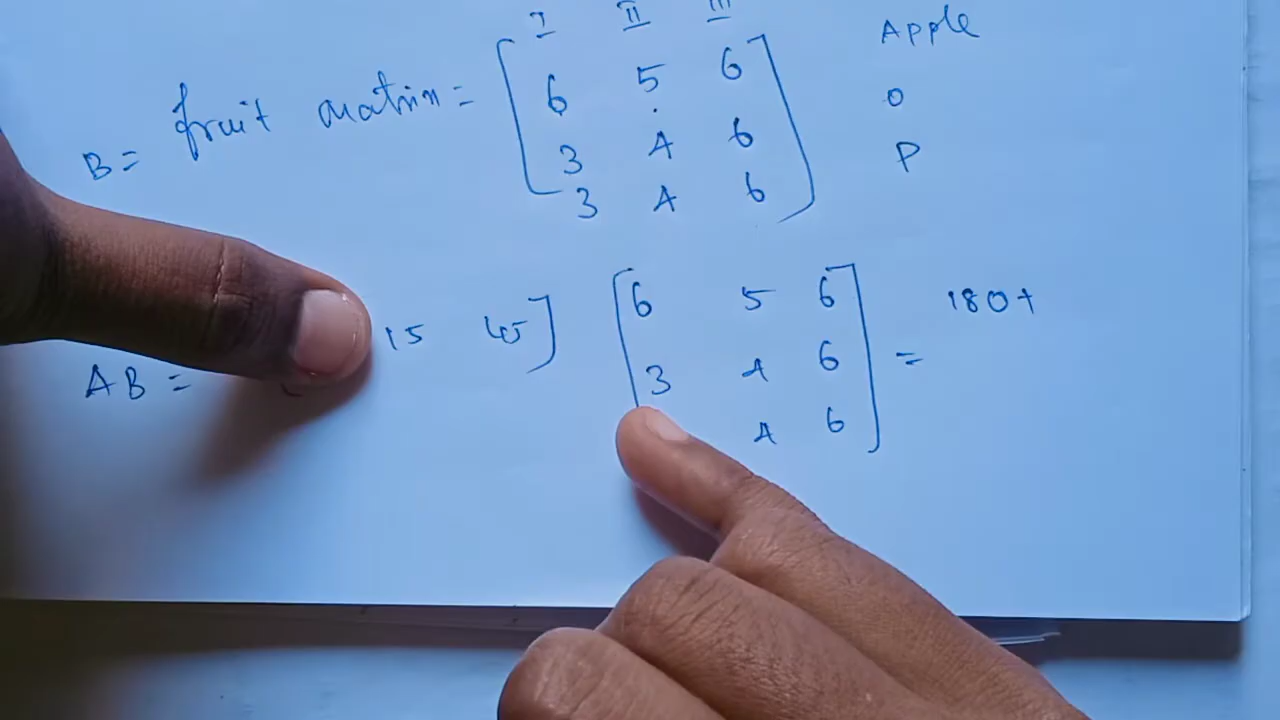 I II III
6 5 6 Apple
B = fruit matrix = 3 4 6 O
3 4 6 P
AB = 15 45] [6 5 6] = 180+
3 4 6
4 6